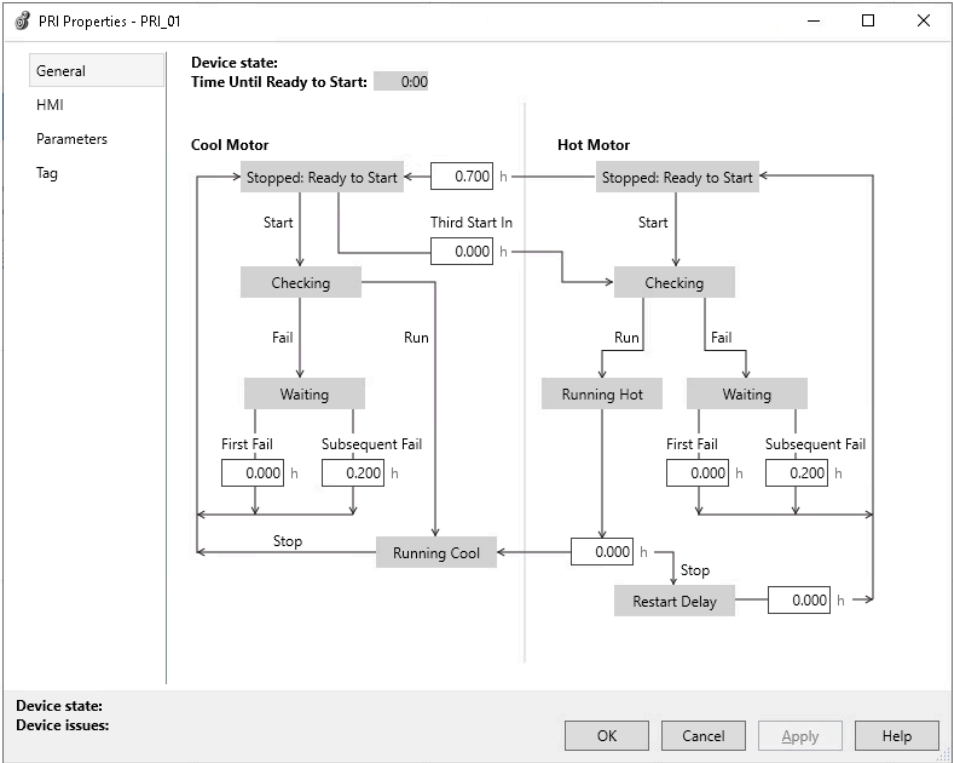 PRI Properties - PRI_01
General
HMI
Parameters
Tag
Device state:
Time Until Ready to Start: 0:00
Cool Motor
Hot Motor
Stopped: Ready to Start
0.700 h
Stopped: Ready to Start
Start
Third Start In
0.000 h
Start
Checking
Checking
Fail
Run
Run
Fail
Waiting
Running Hot
Waiting
First Fail
Subsequent Fail
First Fail
Subsequent Fail
0.000 h
0.200 h
0.000 h
0.200 h
Stop
Running Cool
0.000 h
Stop
Restart Delay
0.000 h
Device state:
Device issues:
OK
Cancel
Apply
Help